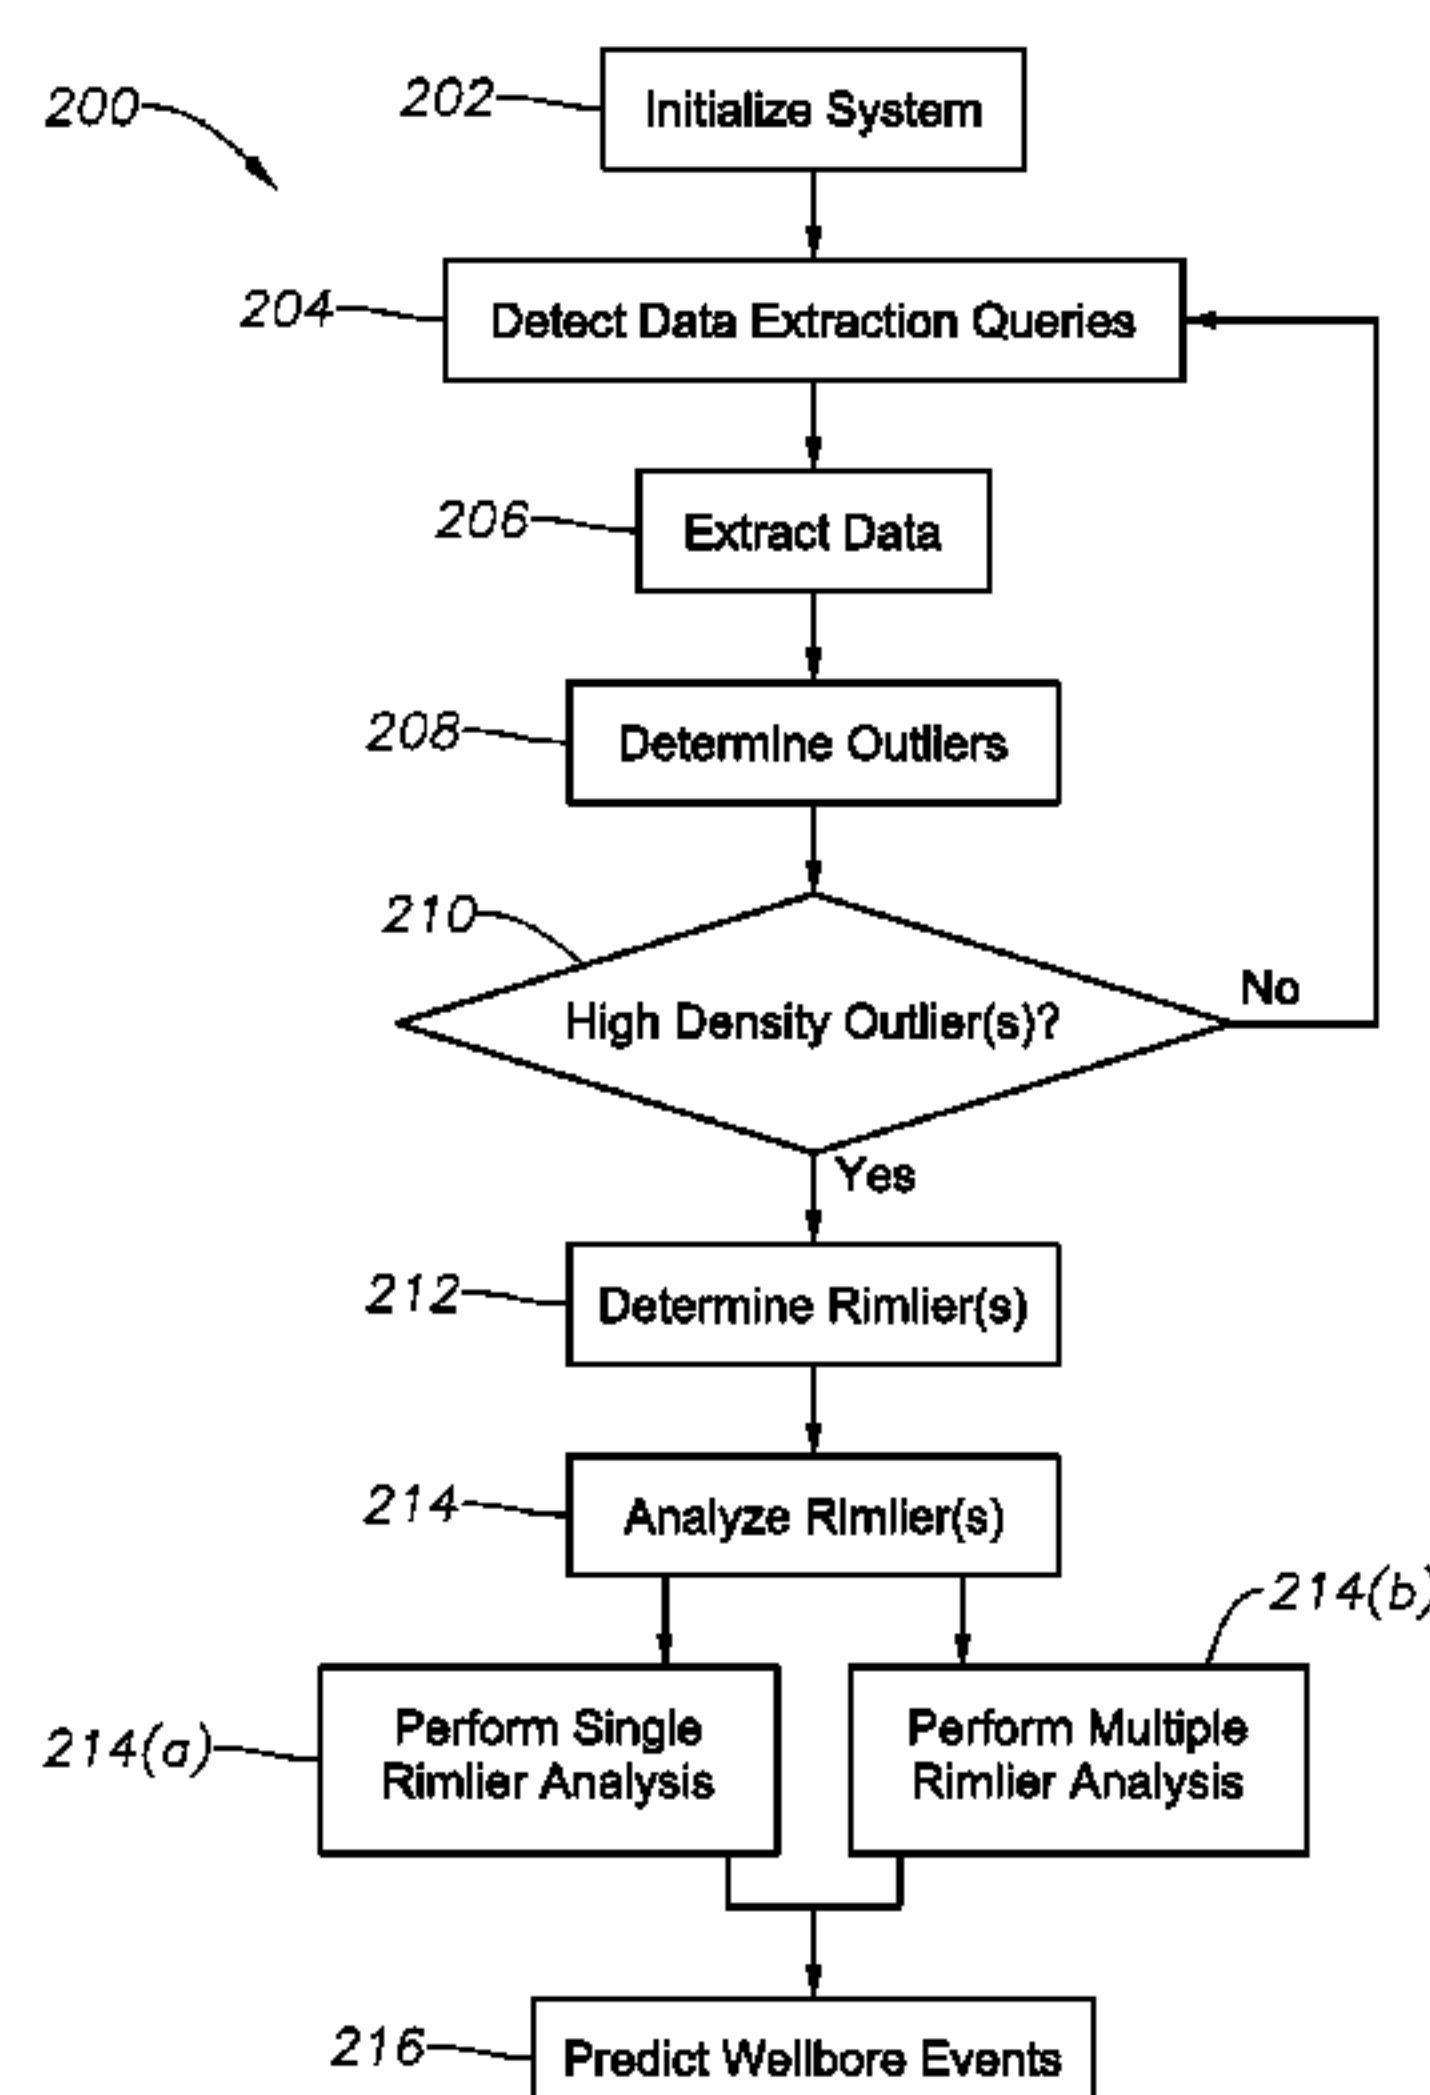 200
202
Initialize System
204
Detect Data Extraction Queries
206
Extract Data
208
Determine Outliers
210
High Density Outlier(s)?
No
Yes
212
Determine Rimlier(s)
214
Analyze Rimlier(s)
214(b)
214(a)
Perform Single
Rimlier Analysis
Perform Multiple
Rimlier Analysis
216
Predict Wellbore Events